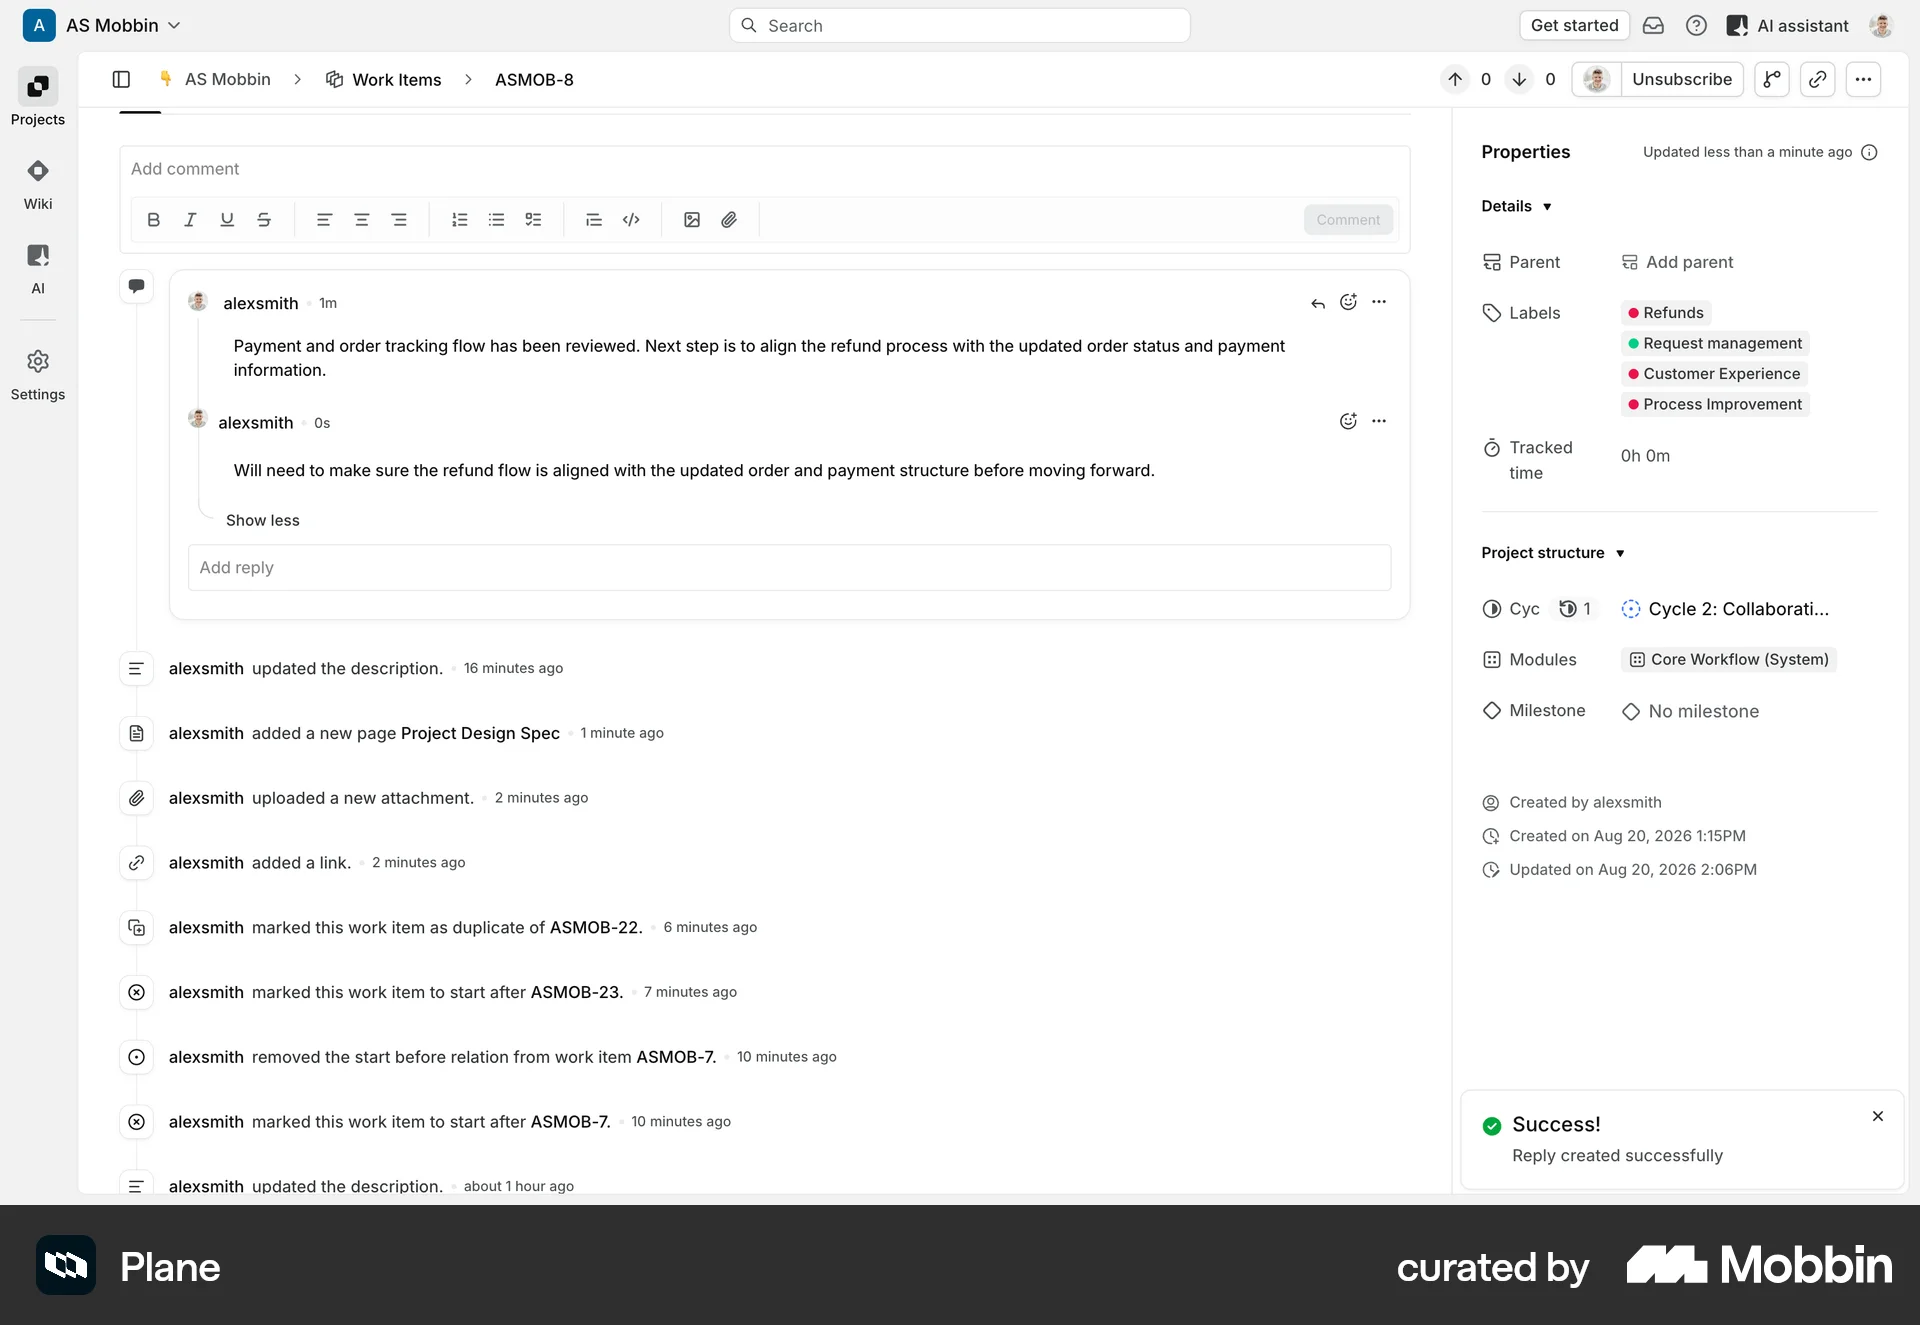 A AS Mobbin
Search
Get started
AI assistant
Projects
Wiki
AI
Settings
AS Mobbin > Work Items > ASMOB-8
0 0 Unsubscribe
Add comment
Comment
alexsmith 1m
Payment and order tracking flow has been reviewed. Next step is to align the refund process with the updated order status and payment
information.
alexsmith 0s
Will need to make sure the refund flow is aligned with the updated order and payment structure before moving forward.
Show less
Add reply
alexsmith updated the description. 16 minutes ago
alexsmith added a new page Project Design Spec 1 minute ago
alexsmith uploaded a new attachment. 2 minutes ago
alexsmith added a link. 2 minutes ago
alexsmith marked this work item as duplicate of ASMOB-22. 6 minutes ago
alexsmith marked this work item to start after ASMOB-23. 7 minutes ago
alexsmith removed the start before relation from work item ASMOB-7. 10 minutes ago
alexsmith marked this work item to start after ASMOB-7. 10 minutes ago
alexsmith updated the description. about 1 hour ago
Properties
Updated less than a minute ago
Details
Parent Add parent
Labels Refunds
Request management
Customer Experience
Process Improvement
Tracked
time
0h 0m
Project structure
Cyc 1 Cycle 2: Collaborati...
Modules Core Workflow (System)
Milestone No milestone
Created by alexsmith
Created on Aug 20, 2026 1:15PM
Updated on Aug 20, 2026 2:06PM
Success!
Reply created successfully
Plane
curated by Mobbin